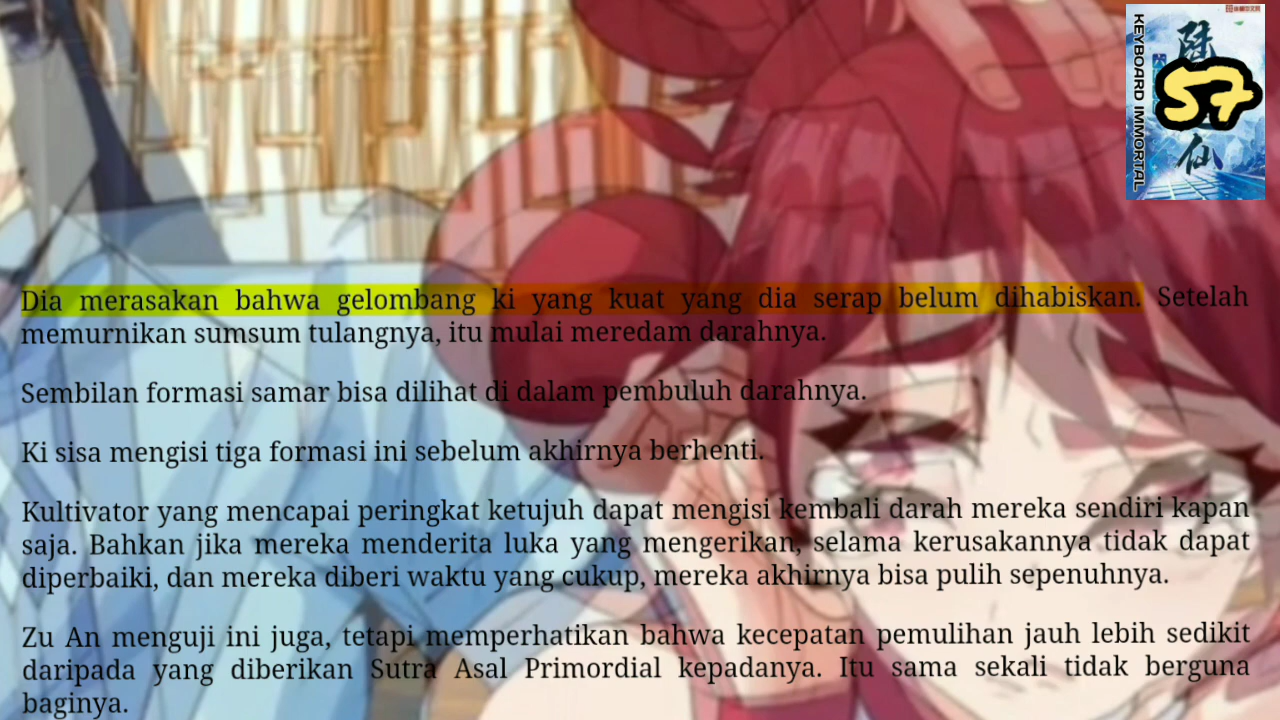 KEYBOARD IMMORTAL
57
仙
Dia merasakan bahwa gelombang ki yang kuat yang dia serap belum dihabiskan. Setelah
memurnikan sumsum tulangnya, itu mulai meredam darahnya.
Sembilan formasi samar bisa dilihat di dalam pembuluh darahnya.
Ki sisa mengisi tiga formasi ini sebelum akhirnya berhenti.
Kultivator yang mencapai peringkat ketujuh dapat mengisi kembali darah mereka sendiri kapan
saja. Bahkan jika mereka menderita luka yang mengerikan, selama kerusakannya tidak dapat
diperbaiki, dan mereka diberi waktu yang cukup, mereka akhirnya bisa pulih sepenuhnya.
Zu An menguji ini juga, tetapi memperhatikan bahwa kecepatan pemulihan jauh lebih sedikit
daripada yang diberikan Sutra Asal Primordial kepadanya. Itu sama sekali tidak berguna
baginya.